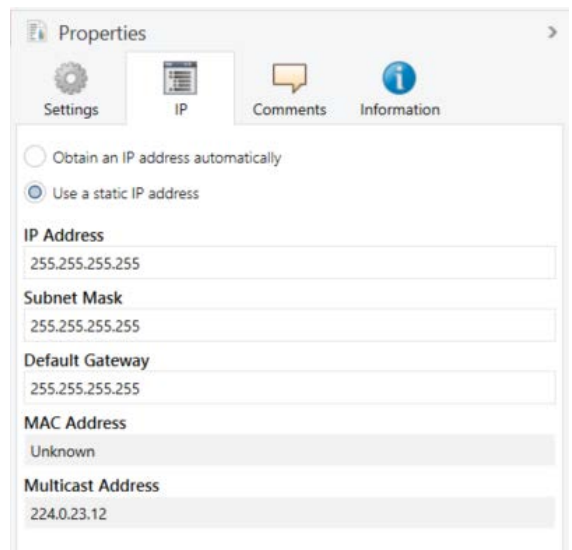 Properties
Settings IP Comments Information
Obtain an IP address automatically
Use a static IP address
IP Address
255.255.255.255
Subnet Mask
255.255.255.255
Default Gateway
255.255.255.255
MAC Address
Unknown
Multicast Address
224.0.23.12